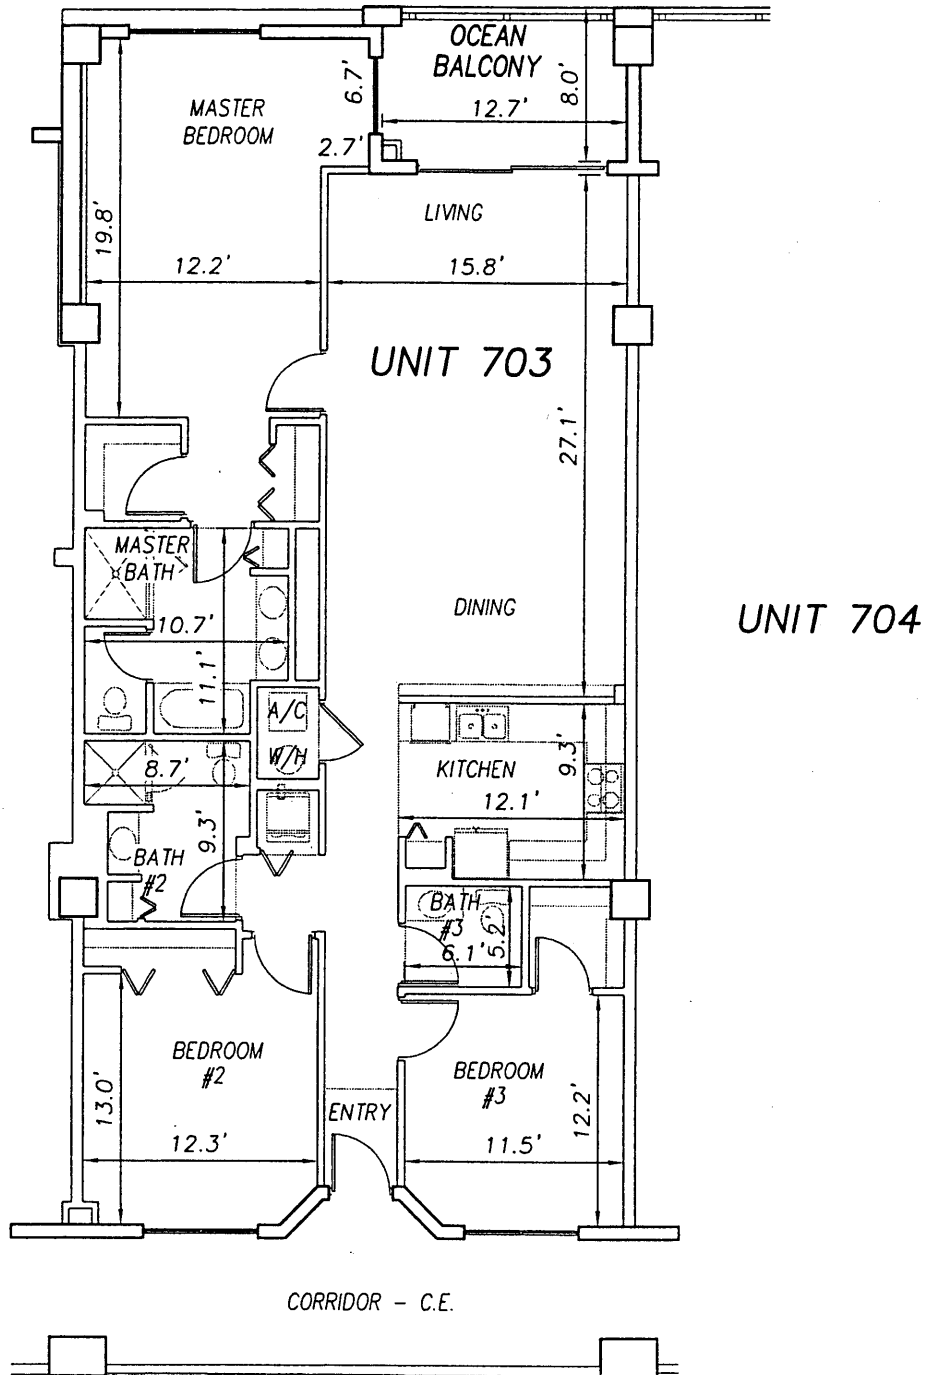 OCEAN
BALCONY
6.7'
8.0'
12.7'
MASTER
BEDROOM
2.7'
LIVING
19.8'
12.2'
15.8'
UNIT 703
27.1'
MASTER
BATH
DINING
10.7'
UNIT 704
11.1'
A/C
W/H
8.7'
KITCHEN
9.3'
12.1'
9.3'
BATH
#2
BATH
#3
5.2'
6.1'
BEDROOM
#2
BEDROOM
#3
13.0'
ENTRY
12.2'
12.3'
11.5'
CORRIDOR - C.E.